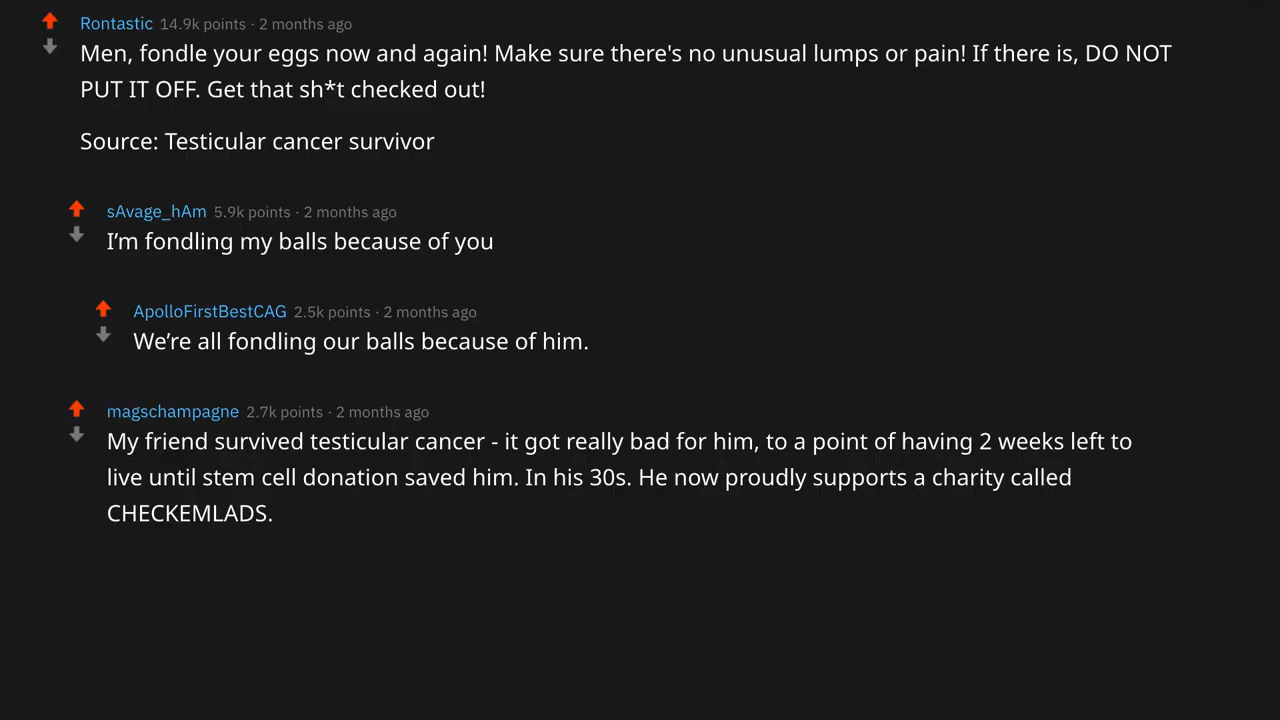 Rontastic 14.9k points · 2 months ago
Men, fondle your eggs now and again! Make sure there's no unusual lumps or pain! If there is, DO NOT
PUT IT OFF. Get that sh*t checked out!
Source: Testicular cancer survivor
sAvage_hAm 5.9k points · 2 months ago
I’m fondling my balls because of you
ApolloFirstBestCAG 2.5k points · 2 months ago
We’re all fondling our balls because of him.
magschampagne 2.7k points · 2 months ago
My friend survived testicular cancer - it got really bad for him, to a point of having 2 weeks left to
live until stem cell donation saved him. In his 30s. He now proudly supports a charity called
CHECKEMLADS.